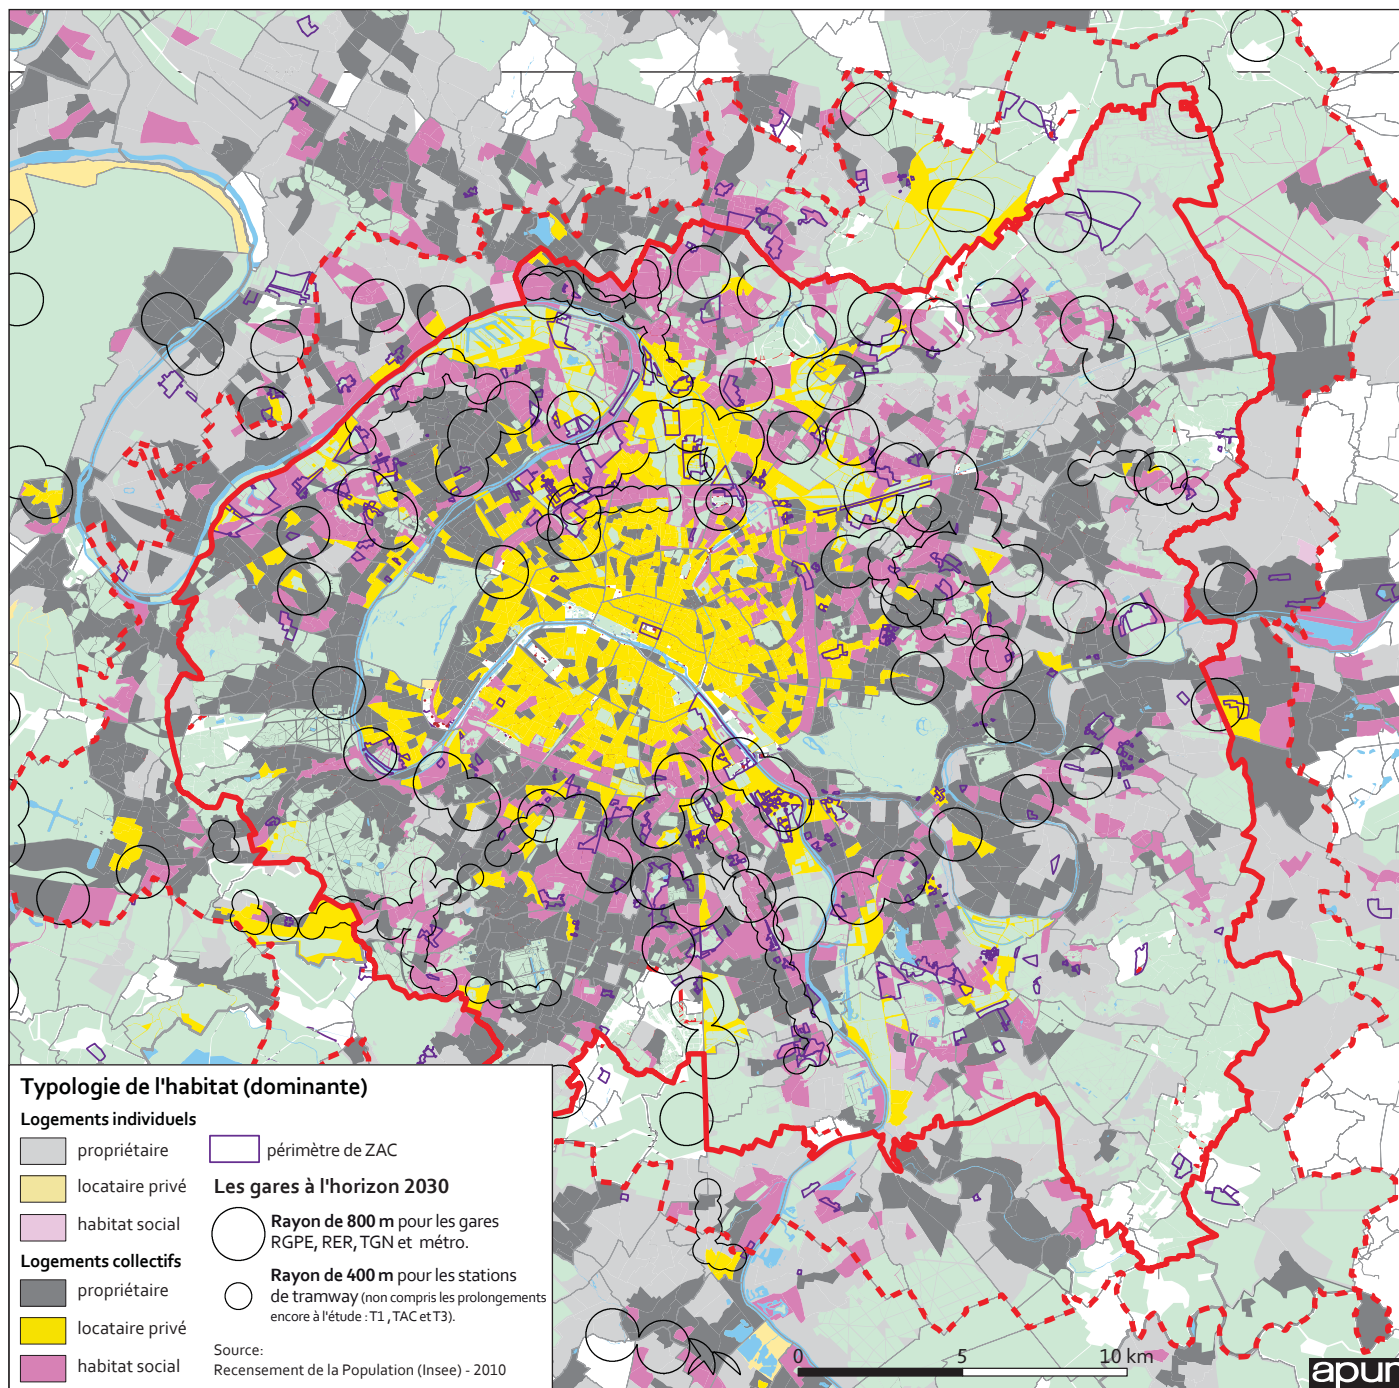 Typologie de l'habitat (dominante)
Logements individuels
propriétaire
locataire privé
habitat social
Logements collectifs
propriétaire
locataire privé
habitat social
périmètre de ZAC
Les gares à l'horizon 2030
Rayon de 800 m pour les gares
RGPE, RER, TGN et métro.
Rayon de 400 m pour les stations
de tramway (non compris les prolongements
encore à l'étude : T1 , TAC et T3).
Source:
Recensement de la Population (Insee) - 2010
0 5 10 km
apur